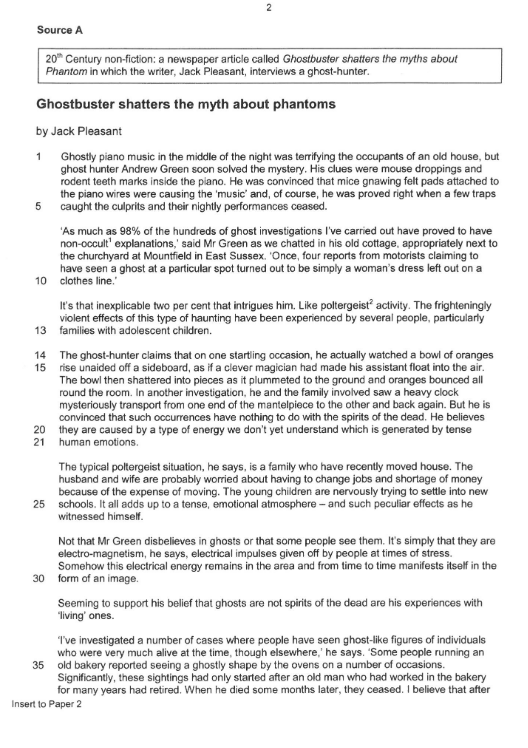 2
Source A
20th Century non-fiction: a newspaper article called Ghostbuster shatters the myths about
Phantom in which the writer, Jack Pleasant, interviews a ghost-hunter.
Ghostbuster shatters the myth about phantoms
by Jack Pleasant
1 Ghostly piano music in the middle of the night was terrifying the occupants of an old house, but
ghost hunter Andrew Green soon solved the mystery. His clues were mouse droppings and
rodent teeth marks inside the piano. He was convinced that mice gnawing felt pads attached to
the piano wires were causing the 'music' and, of course, he was proved right when a few traps
5 caught the culprits and their nightly performances ceased.
'As much as 98% of the hundreds of ghost investigations I've carried out have proved to have
non-occult1 explanations,' said Mr Green as we chatted in his old cottage, appropriately next to
the churchyard at Mountfield in East Sussex. 'Once, four reports from motorists claiming to
have seen a ghost at a particular spot turned out to be simply a woman's dress left out on a
10 clothes line.'
It's that inexplicable two per cent that intrigues him. Like poltergeist2 activity. The frighteningly
violent effects of this type of haunting have been experienced by several people, particularly
13 families with adolescent children.
14 The ghost-hunter claims that on one startling occasion, he actually watched a bowl of oranges
15 rise unaided off a sideboard, as if a clever magician had made his assistant float into the air.
The bowl then shattered into pieces as it plummeted to the ground and oranges bounced all
round the room. In another investigation, he and the family involved saw a heavy clock
mysteriously transport from one end of the mantelpiece to the other and back again. But he is
convinced that such occurrences have nothing to do with the spirits of the dead. He believes
20 they are caused by a type of energy we don't yet understand which is generated by tense
21 human emotions.
The typical poltergeist situation, he says, is a family who have recently moved house. The
husband and wife are probably worried about having to change jobs and shortage of money
because of the expense of moving. The young children are nervously trying to settle into new
25 schools. It all adds up to a tense, emotional atmosphere – and such peculiar effects as he
witnessed himself.
Not that Mr Green disbelieves in ghosts or that some people see them. It's simply that they are
electro-magnetism, he says, electrical impulses given off by people at times of stress.
Somehow this electrical energy remains in the area and from time to time manifests itself in the
30 form of an image.
Seeming to support his belief that ghosts are not spirits of the dead are his experiences with
'living' ones.
'I've investigated a number of cases where people have seen ghost-like figures of individuals
who were very much alive at the time, though elsewhere,' he says. 'Some people running an
35 old bakery reported seeing a ghostly shape by the ovens on a number of occasions.
Significantly, these sightings had only started after an old man who had worked in the bakery
for many years had retired. When he died some months later, they ceased. I believe that after
Insert to Paper 2